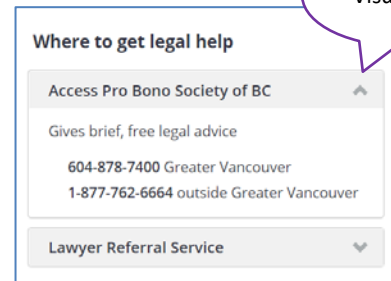 Where to get legal help
Access Pro Bono Society of BC
Gives brief, free legal advice
604-878-7400 Greater Vancouver
1-877-762-6664 outside Greater Vancouver
Lawyer Referral Service